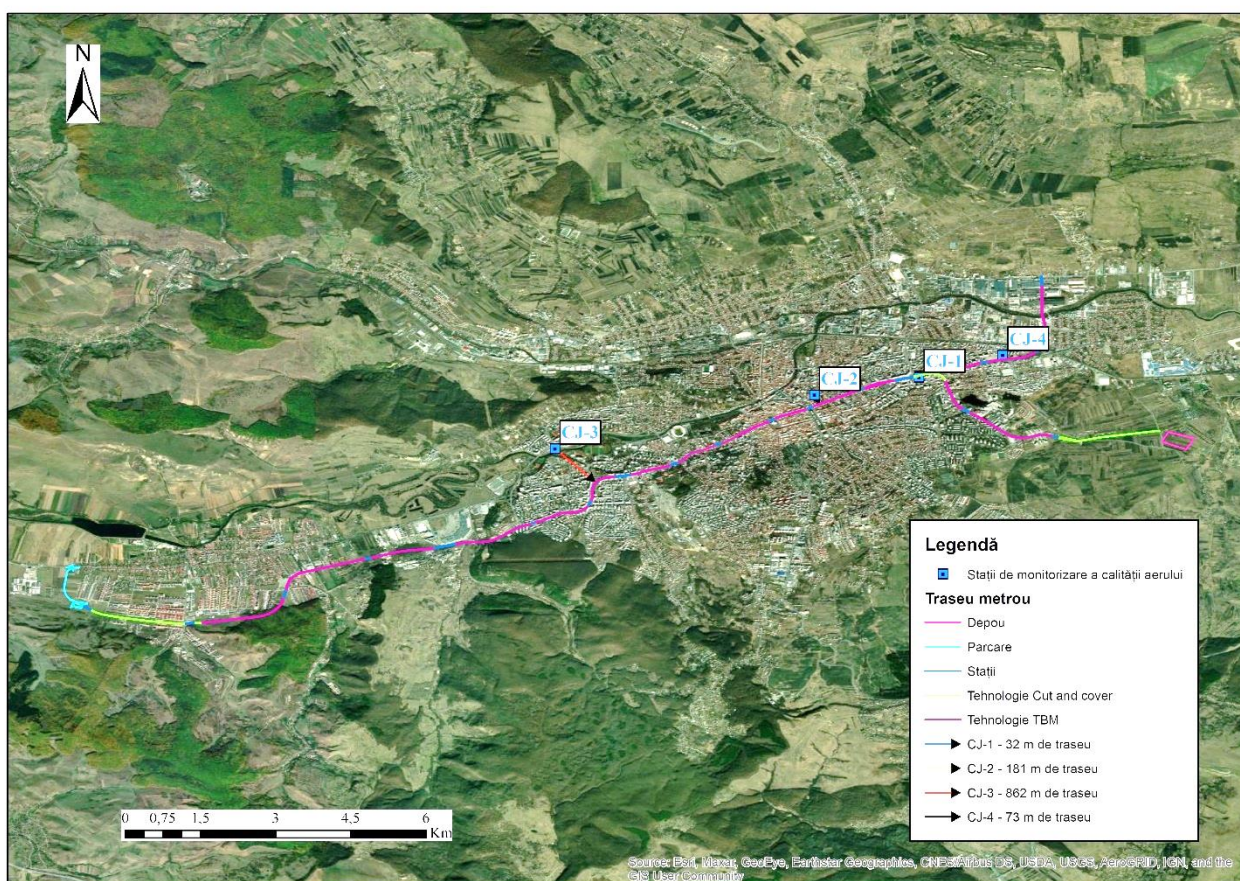 N
CJ-4
CJ-1
CJ-2
CJ-3
Legendă
Stații de monitorizare a calității aerului
Traseu metrou
Depou
Parcare
Stații
Tehnologie Cut and cover
Tehnologie TBM
CJ-1 - 32 m de traseu
CJ-2 - 181 m de traseu
CJ-3 - 862 m de traseu
CJ-4 - 73 m de traseu
0 0,75 1,5 3 4,5 6
Km
Source: Esri, Maxar, GeoEye, Earthstar Geographics, CNES/Airbus DS, USDA, USGS, AeroGRID, IGN, and the
GIS User Community